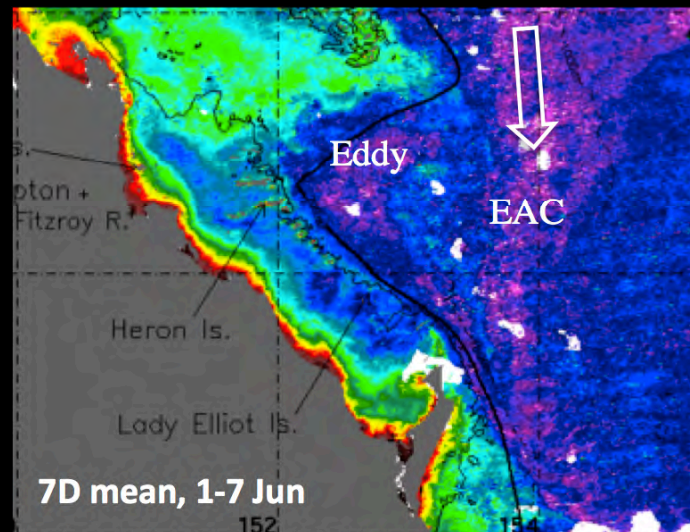 Eddy
s.
pton +
Fitzroy R.
EAC
Heron Is.
Lady Elliot Is.
7D mean, 1-7 Jun
152
154